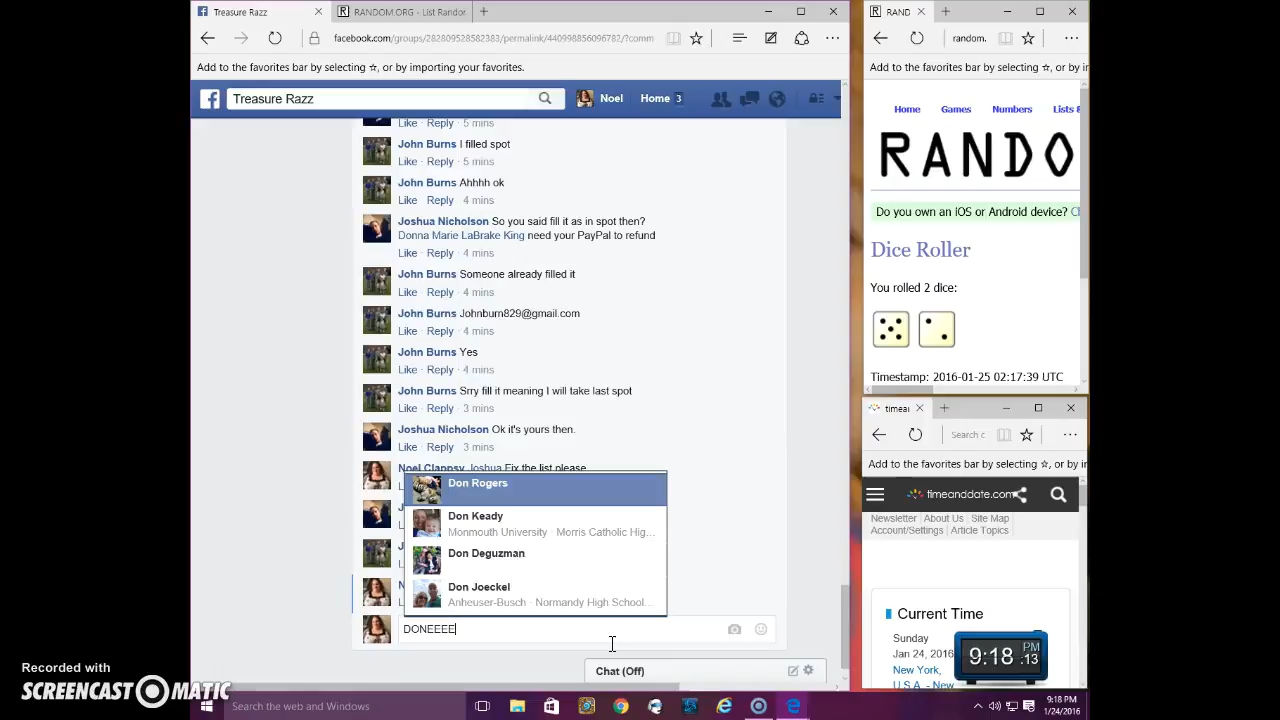 Treasure Razz
RANDOM.ORG - List Randor
facebook.com/groups/282809528582383/permalink/440998856096782/?comm
Add to the favorites bar by selecting ☆, or by importing your favorites.
Treasure Razz
Noel
Home 3
Like · Reply · 5 mins
John Burns I filled spot
Like · Reply · 5 mins
John Burns Ahhhh ok
Like · Reply · 4 mins
Joshua Nicholson So you said fill it as in spot then?
Donna Marie LaBrake King need your PayPal to refund
Like · Reply · 4 mins
John Burns Someone already filled it
Like · Reply · 4 mins
John Burns Johnburn829@gmail.com
Like · Reply · 4 mins
John Burns Yes
Like · Reply · 4 mins
John Burns Srry fill it meaning I will take last spot
Like · Reply · 3 mins
Joshua Nicholson Ok it's yours then.
Like · Reply · 3 mins
Noel Clappsy Joshua Fix the list please
Don Rogers
Don Keady
Monmouth University · Morris Catholic Hig...
Don Deguzman
Don Joeckel
Anheuser-Busch · Normandy High School...
DONEEEE
Chat (Off)
RAND
random.
Add to the favorites bar by selecting ☆, or by im
Home
Games
Numbers
Lists &
RANDO
Do you own an iOS or Android device?
Dice Roller
You rolled 2 dice:
Timestamp: 2016-01-25 02:17:39 UTC
timea
Search
Add to the favorites bar by selecting ☆, or by im
timeanddate.com
Newsletter About Us Site Map
Account/Settings Article Topics
Current Time
Sunday
Jan 24, 2016
New York,
U.S.A. - New
9:18 PM :13
Recorded with
SCREENCAST-O-MATIC
Search the web and Windows
9:18 PM
1/24/2016